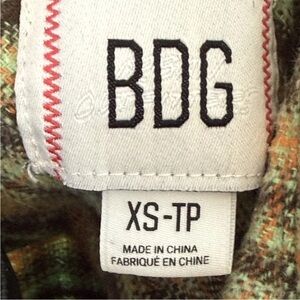 BDG
XS-TP
MADE IN CHINA
FABRIQUÉ EN CHINE